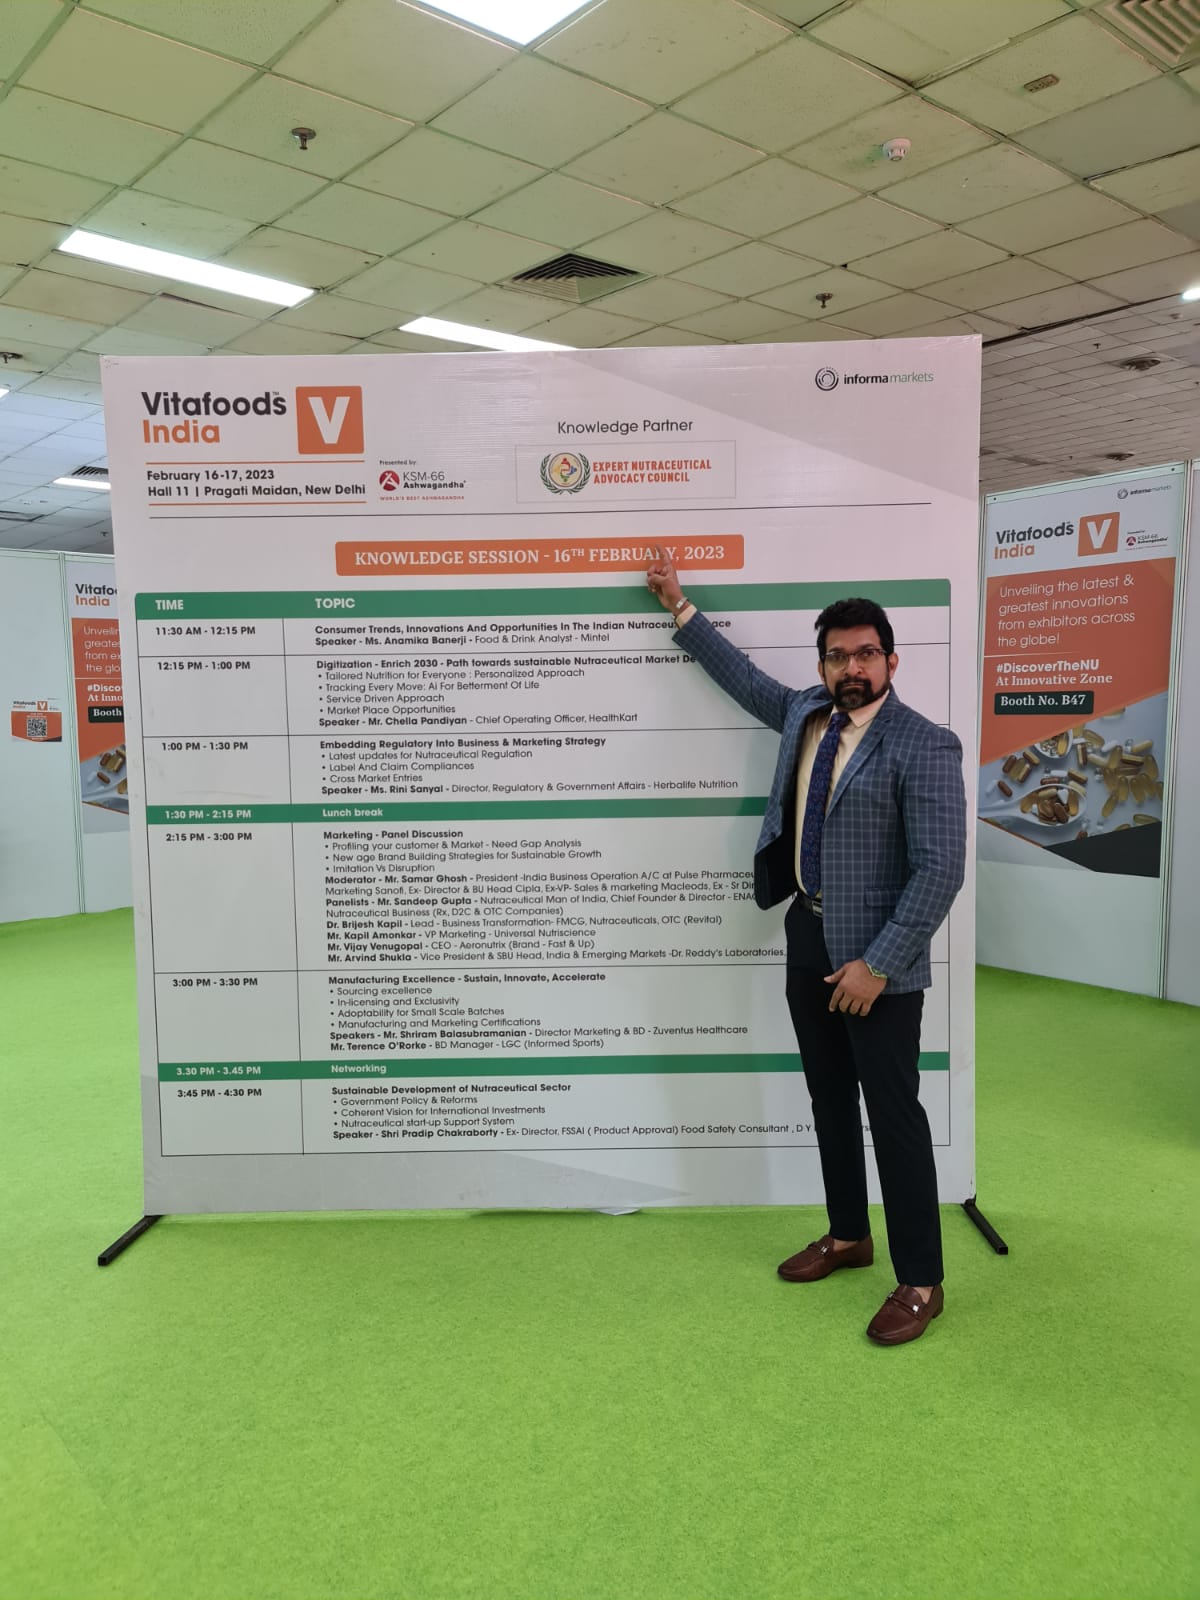 Vitafoods™
India
V
February 16-17, 2023
Hall 11 | Pragati Maidan, New Delhi
Presented by:
KSM-66
Ashwagandha®
WORLD'S BEST ASHWAGANDHA
informa markets
Knowledge Partner
EXPERT NUTRACEUTICAL
ADVOCACY COUNCIL
KNOWLEDGE SESSION - 16TH FEBRUARY, 2023
TIME TOPIC
11:30 AM - 12:15 PM Consumer Trends, Innovations And Opportunities In The Indian
Speaker - Ms. Anamika Banerji - Food & Drink Analyst - Mintel
12:15 PM - 1:00 PM Digitization - Enrich 2030 - Path towards sustainable Nutraceutical Market
• Tailored Nutrition for Everyone : Personalized Approach
• Tracking Every Move: Ai For Betterment Of Life
• Service Driven Approach
• Market Place Opportunities
Speaker - Mr. Chella Pandiyan - Chief Operating Officer, HealthKart
1:00 PM - 1:30 PM Embedding Regulatory Into Business & Marketing Strategy
• Latest updates for Nutraceutical Regulation
• Label And Claim Compliances
• Cross Market Entries
Speaker - Ms. Rini Sanyal - Director, Regulatory & Government Affairs - Herbalife Nutrition
1:30 PM - 2:15 PM Lunch break
2:15 PM - 3:00 PM Marketing - Panel Discussion
• Profiling your customer & Market - Need Gap Analysis
• New age Brand Building Strategies for Sustainable Growth
• Imitation Vs Disruption
Moderator - Mr. Samar Ghosh - President -India Business Operation A/C at Pulse
Marketing Sanofi, Ex- Director & BU Head Cipla, Ex-VP- Sales & marketing Macleods, Ex - Sr
Panelists - Mr. Sandeep Gupta - Nutraceutical Man of India, Chief Founder & Director -
Nutraceutical Business (Rx, D2C & OTC Companies)
Dr. Brijesh Kapil - Lead - Business Transformation- FMCG, Nutraceuticals, OTC (Revital)
Mr. Kapil Amonkar - VP Marketing - Universal Nutriscience
Mr. Vijay Venugopal - CEO - Aeronutrix (Brand - Fast & Up)
Mr. Arvind Shukla - Vice President & SBU Head, India & Emerging Markets -Dr. Reddy's Laboratories,
3:00 PM - 3:30 PM Manufacturing Excellence - Sustain, Innovate, Accelerate
• Sourcing excellence
• In-licensing and Exclusivity
• Adoptability for Small Scale Batches
• Manufacturing and Marketing Certifications
Speakers - Mr. Shriram Balasubramanian - Director Marketing & BD - Zuventus Healthcare
Mr. Terence O'Rorke - BD Manager - LGC (Informed Sports)
3.30 PM - 3.45 PM Networking
3:45 PM - 4:30 PM Sustainable Development of Nutraceutical Sector
• Government Policy & Reforms
• Coherent Vision for International Investments
• Nutraceutical start-up Support System
Speaker - Shri Pradip Chakraborty - Ex- Director, FSSAI ( Product Approval) Food Safety Consultant , D Y
informa markets
Vitafoods™
India
V
KSM-66
Ashwagandha
Unveiling the latest &
greatest innovations
from exhibitors across
the globe!
#DiscoverTheNU
At Innovative Zone
Booth No. B47
India
the
At
Booth